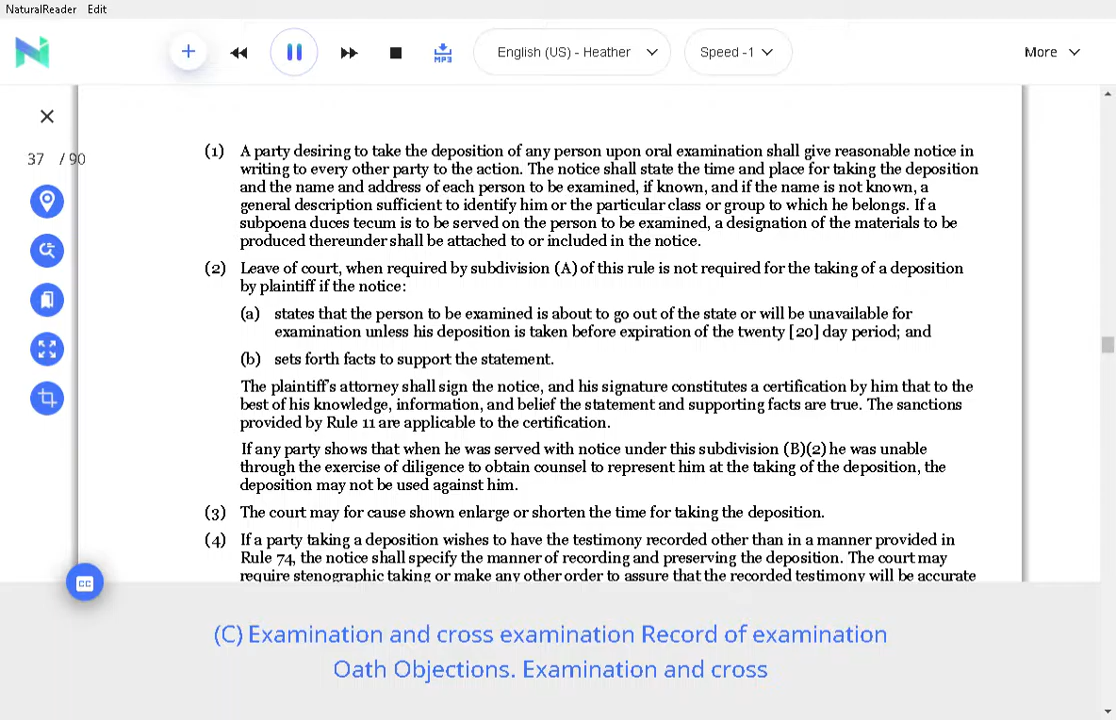 NaturalReader Edit
MP3
English (US) - Heather
Speed -1
More
37 / 90
(1) A party desiring to take the deposition of any person upon oral examination shall give reasonable notice in
writing to every other party to the action. The notice shall state the time and place for taking the deposition
and the name and address of each person to be examined, if known, and if the name is not known, a
general description sufficient to identify him or the particular class or group to which he belongs. If a
subpoena duces tecum is to be served on the person to be examined, a designation of the materials to be
produced thereunder shall be attached to or included in the notice.
(2) Leave of court, when required by subdivision (A) of this rule is not required for the taking of a deposition
by plaintiff if the notice:
(a) states that the person to be examined is about to go out of the state or will be unavailable for
examination unless his deposition is taken before expiration of the twenty [20] day period; and
(b) sets forth facts to support the statement.
The plaintiff's attorney shall sign the notice, and his signature constitutes a certification by him that to the
best of his knowledge, information, and belief the statement and supporting facts are true. The sanctions
provided by Rule 11 are applicable to the certification.
If any party shows that when he was served with notice under this subdivision (B)(2) he was unable
through the exercise of diligence to obtain counsel to represent him at the taking of the deposition, the
deposition may not be used against him.
(3) The court may for cause shown enlarge or shorten the time for taking the deposition.
(4) If a party taking a deposition wishes to have the testimony recorded other than in a manner provided in
Rule 74, the notice shall specify the manner of recording and preserving the deposition. The court may
require stenographic taking or make any other order to assure that the recorded testimony will be accurate
CC
(C) Examination and cross examination Record of examination
Oath Objections. Examination and cross